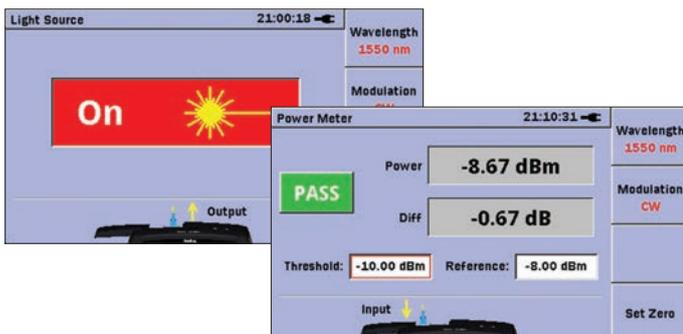 Light Source 21:00:18
Wavelength
1550 nm
Modulation
On
Output
Power Meter 21:10:31
Wavelength
1550 nm
Modulation
CW
Set Zero
PASS
Power -8.67 dBm
Diff -0.67 dB
Threshold: -10.00 dBm Reference: -8.00 dBm
Input